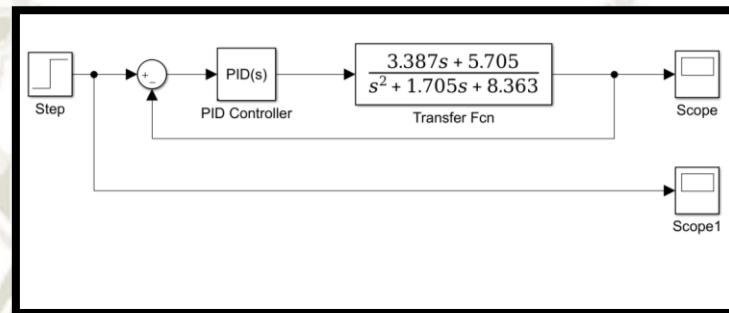 Step
+
−
PID(s)
PID Controller
3.387s + 5.705
s² + 1.705s + 8.363
Transfer Fcn
Scope
Scope1